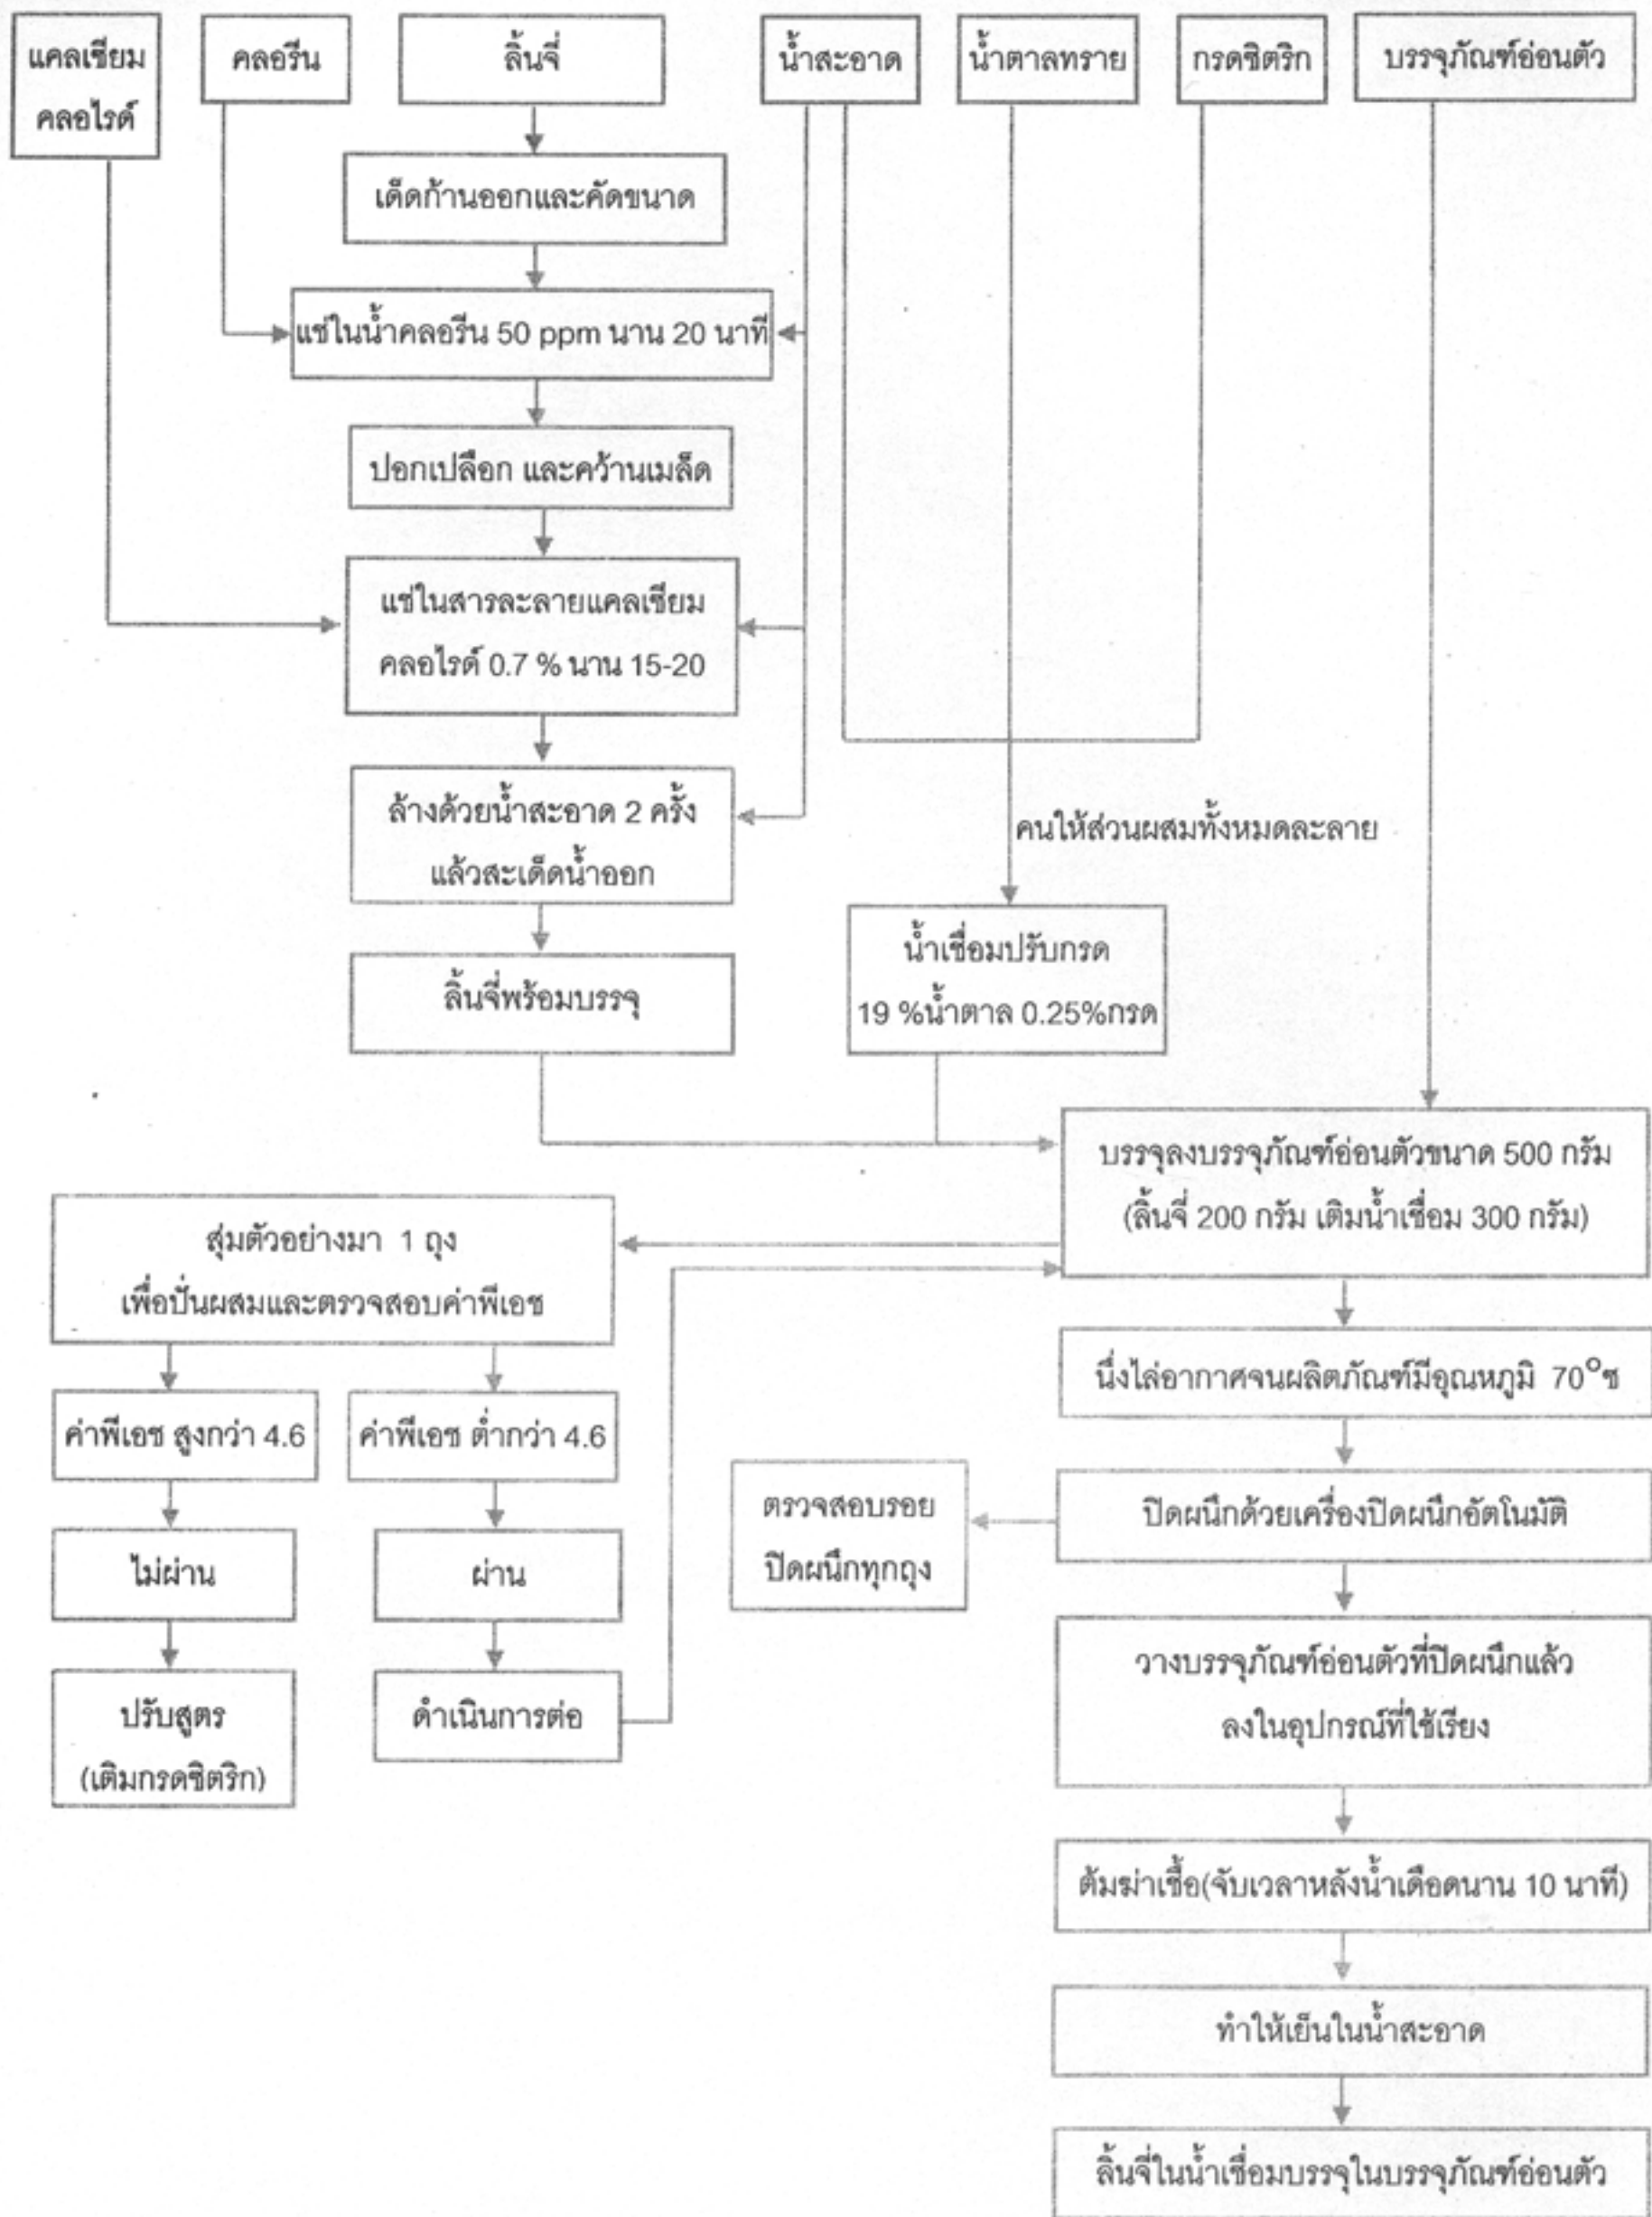 แคลเซียม
คลอไรด์
คลอรีน
ลิ้นจี่
น้ำสะอาด
น้ำตาลทราย
กรดซิตริก
บรรจุภัณฑ์อ่อนตัว
เด็ดก้านออกและคัดขนาด
แช่ในน้ำคลอรีน 50 ppm นาน 20 นาที
ปอกเปลือก และคว้านเมล็ด
แช่ในสารละลายแคลเซียม
คลอไรด์ 0.7 % นาน 15-20
ล้างด้วยน้ำสะอาด 2 ครั้ง
แล้วสะเด็ดน้ำออก
คนให้ส่วนผสมทั้งหมดละลาย
ลิ้นจี่พร้อมบรรจุ
น้ำเชื่อมปรับกรด
19 %น้ำตาล 0.25%กรด
บรรจุลงบรรจุภัณฑ์อ่อนตัวขนาด 500 กรัม
(ลิ้นจี่ 200 กรัม เติมน้ำเชื่อม 300 กรัม)
สุ่มตัวอย่างมา 1 ถุง
เพื่อปั่นผสมและตรวจสอบค่าพีเอช
ค่าพีเอช สูงกว่า 4.6
ค่าพีเอช ต่ำกว่า 4.6
ไม่ผ่าน
ผ่าน
ปรับสูตร
(เติมกรดซิตริก)
ดำเนินการต่อ
นึ่งไล่อากาศจนผลิตภัณฑ์มีอุณหภูมิ 70°ซ
ปิดผนึกด้วยเครื่องปิดผนึกอัตโนมัติ
ตรวจสอบรอย
ปิดผนึกทุกถุง
วางบรรจุภัณฑ์อ่อนตัวที่ปิดผนึกแล้ว
ลงในอุปกรณ์ที่ใช้เรียง
ต้มฆ่าเชื้อ(จับเวลาหลังน้ำเดือดนาน 10 นาที)
ทำให้เย็นในน้ำสะอาด
ลิ้นจี่ในน้ำเชื่อมบรรจุในบรรจุภัณฑ์อ่อนตัว